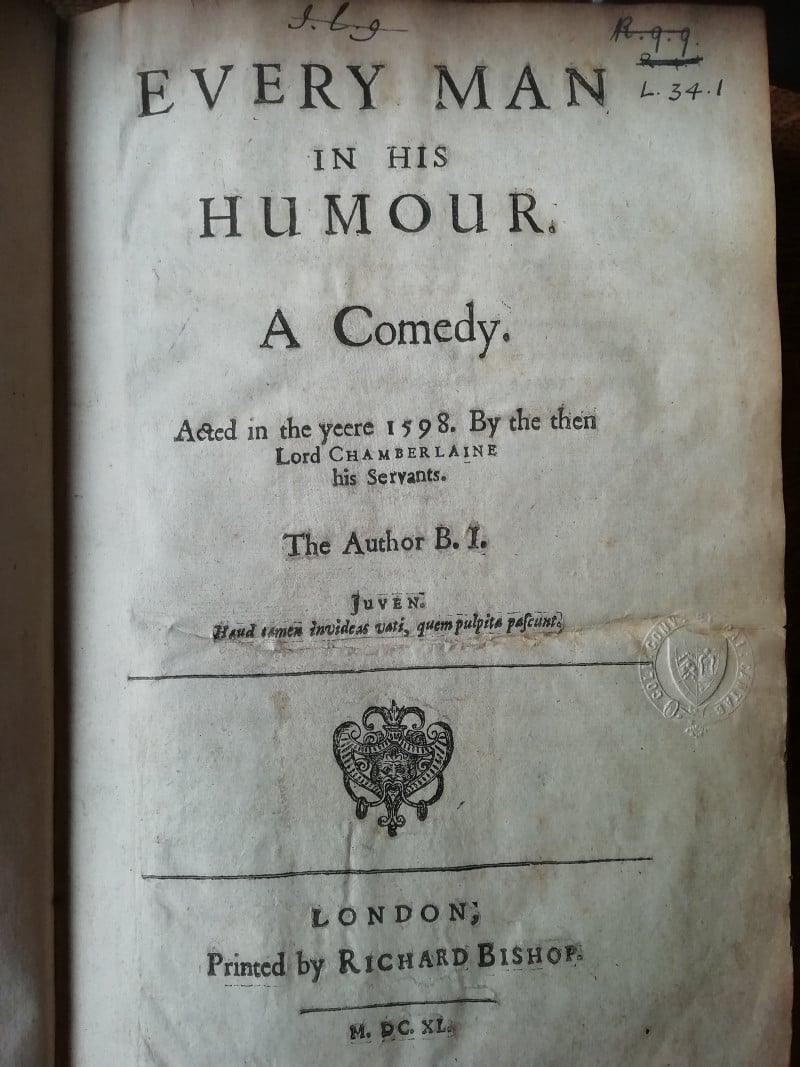 L. 34. 1
EVERY MAN
IN HIS
HUMOUR.
A Comedy.
Acted in the yeere 1598. By the then
Lord CHAMBERLAINE
his Servants.
The Author B. I.
JUVEN.
Haud tamen invideas vati, quem pulpita pascunt.
LONDON,
Printed by RICHARD BISHOP.
M. DC. XL.